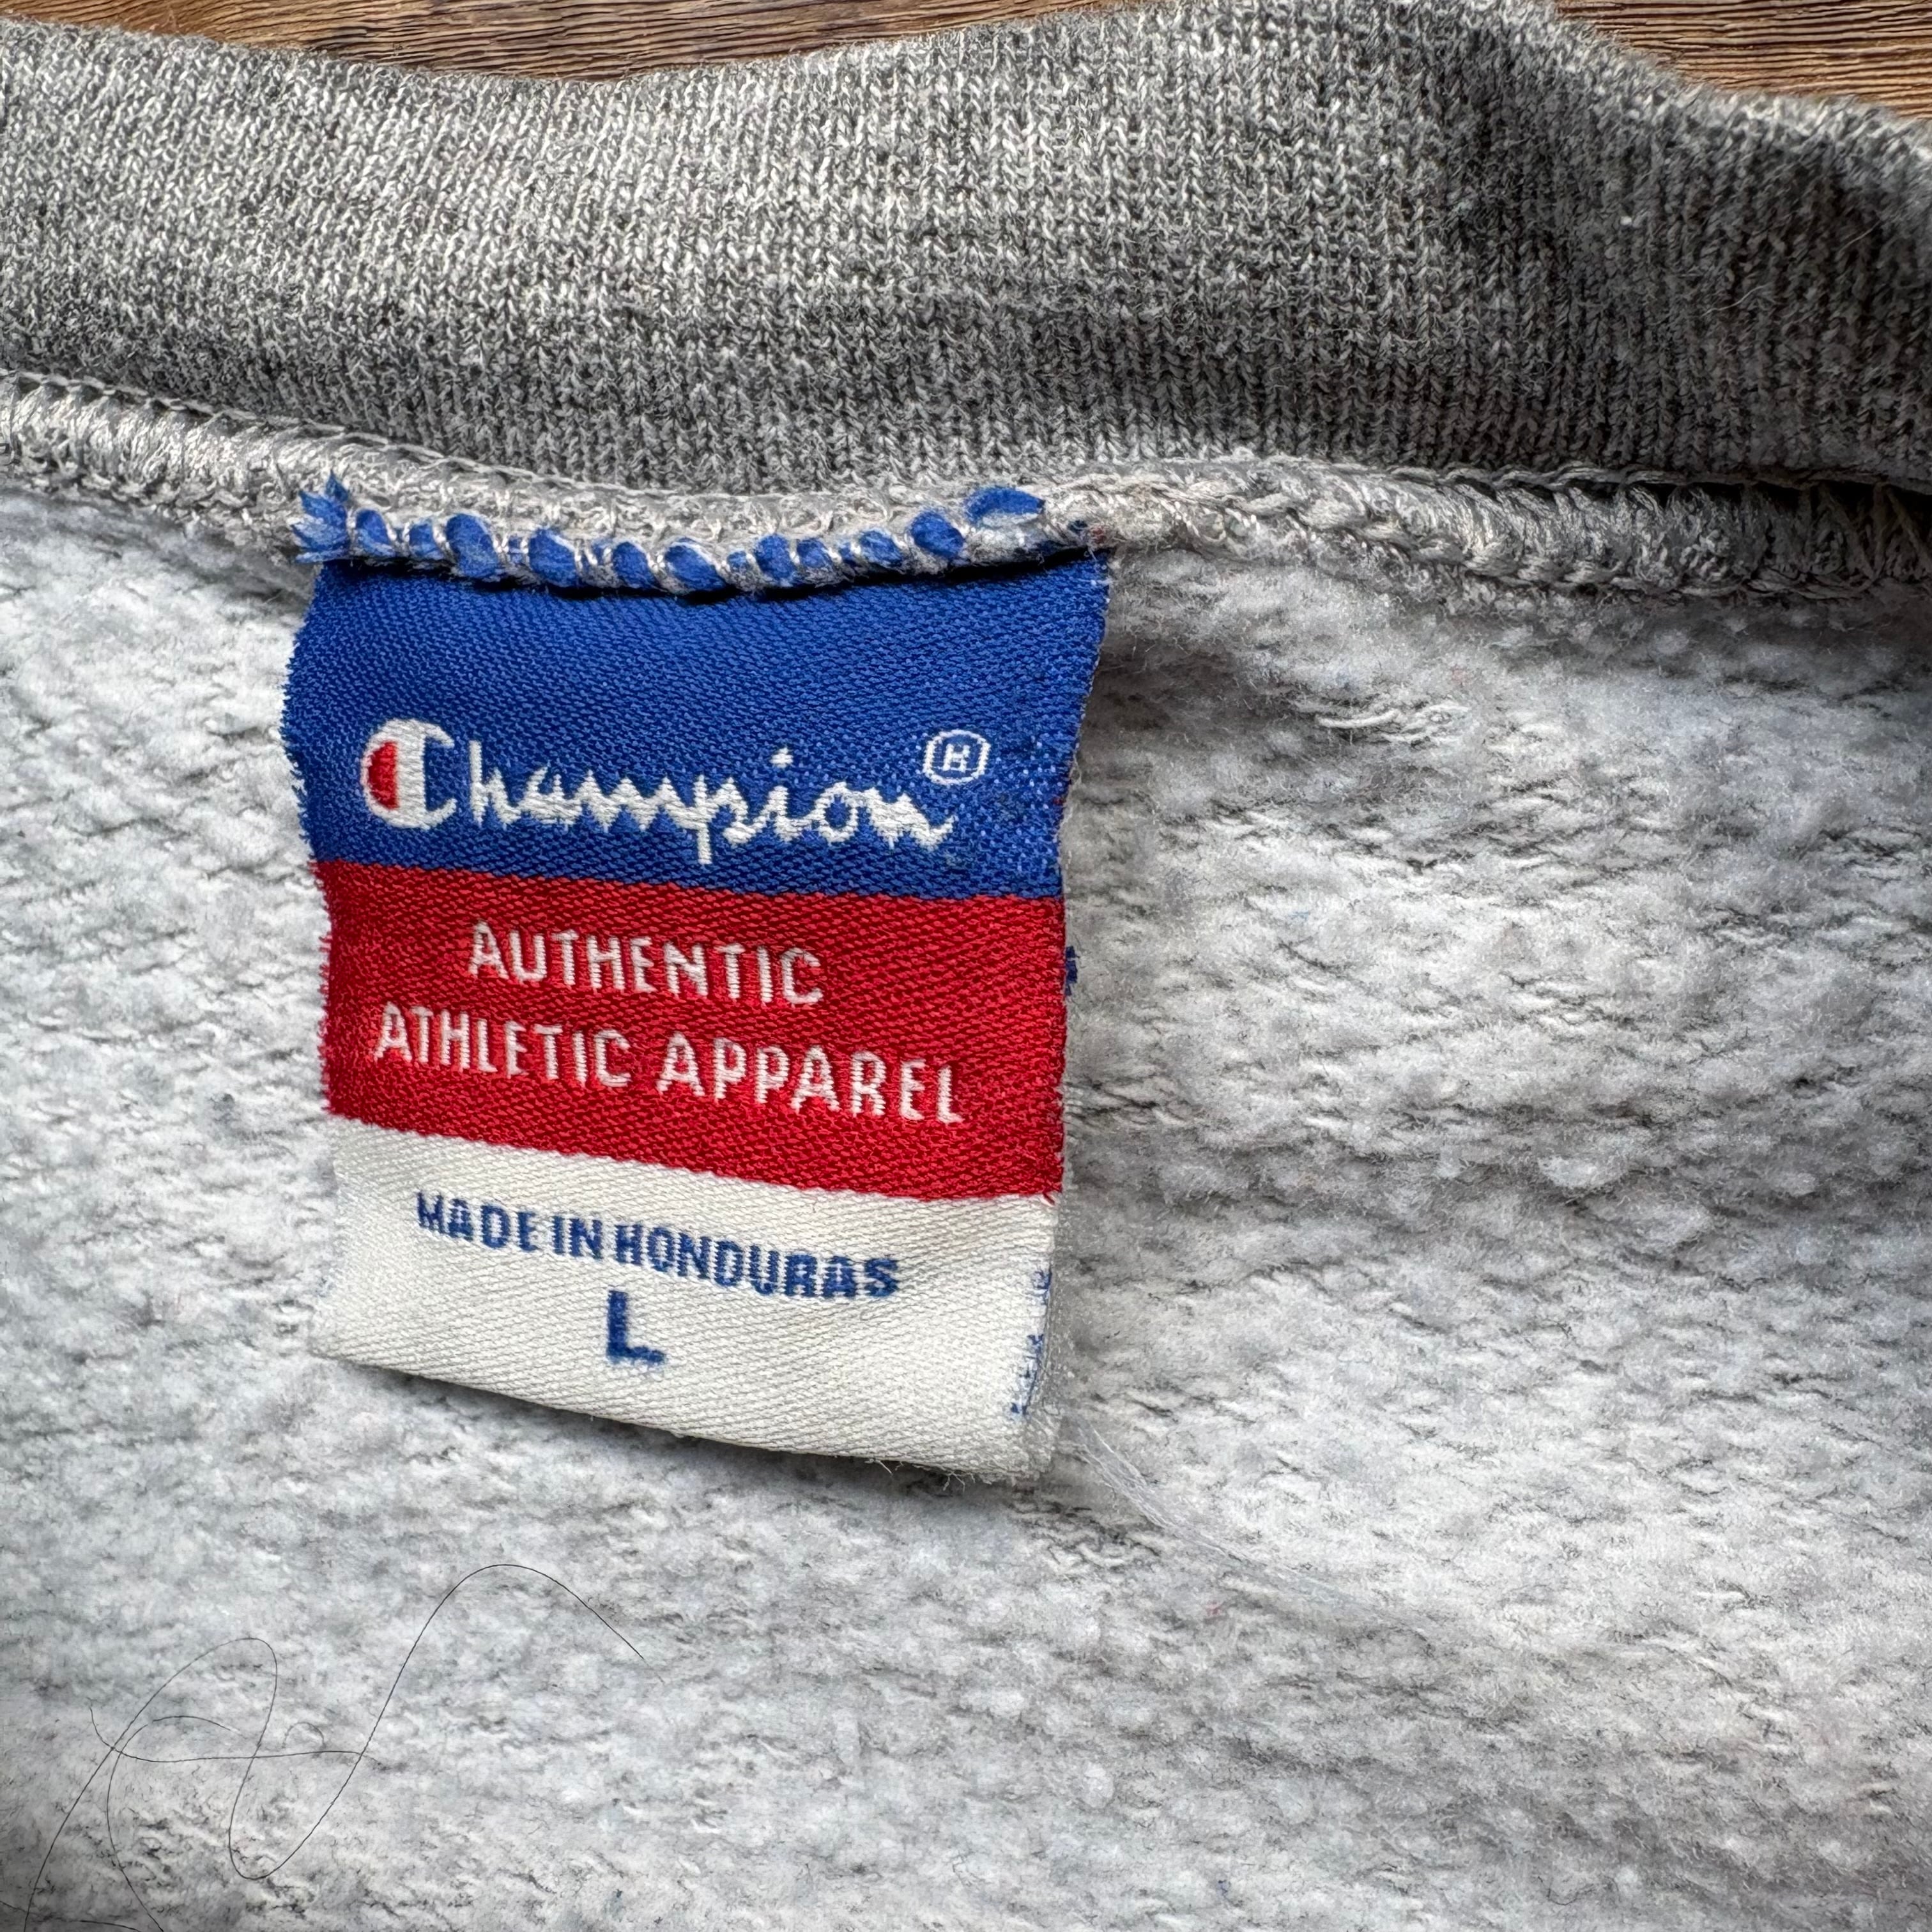 Champion®
AUTHENTIC
ATHLETIC APPAREL
MADE IN HONDURAS
L